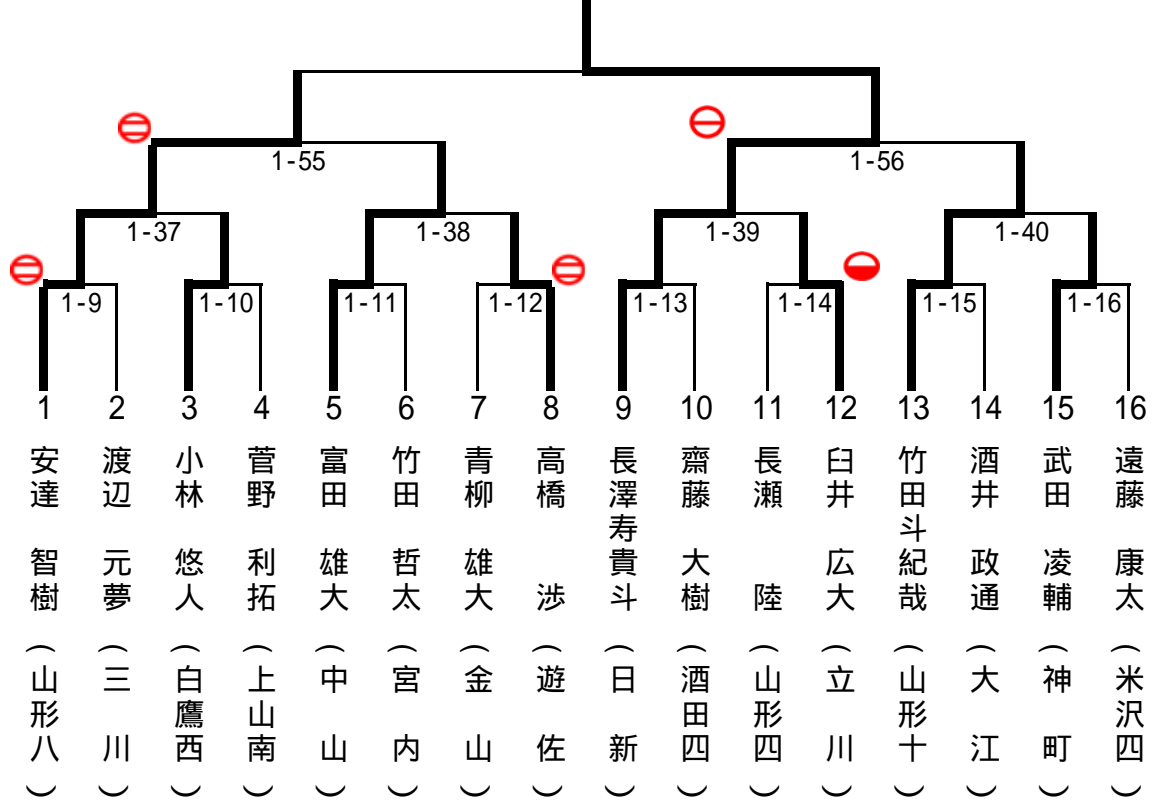 1-55
1-56
1-37
1-38
1-39
1-40
1-9
1-10
1-11
1-12
1-13
1-14
1-15
1-16
1 安達 智樹 (山形八)
2 渡辺 元夢 (三 川)
3 小林 悠人 (白鷹西)
4 菅野 利拓 (上山南)
5 富田 雄大 (中 山)
6 竹田 哲太 (宮 内)
7 青柳 雄大 (金 山)
8 高橋 渉 (遊 佐)
9 長澤寿貴斗 (日 新)
10 齋藤 大樹 (酒田四)
11 長瀬 陸 (山形四)
12 臼井 広大 (立 川)
13 竹田斗紀哉 (山形十)
14 酒井 政通 (大 江)
15 武田 凌輔 (神 町)
16 遠藤 康太 (米沢四)